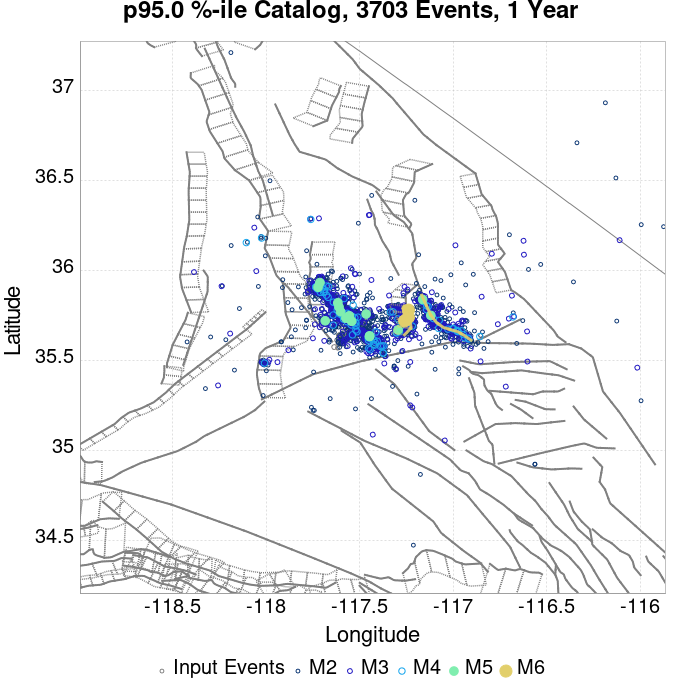 p95.0 %-ile Catalog, 3703 Events, 1 Year
37
36.5
36
35.5
35
34.5
Latitude
-118.5 -118 -117.5 -117 -116.5 -116
Longitude
Input Events M2 M3 M4 M5 M6